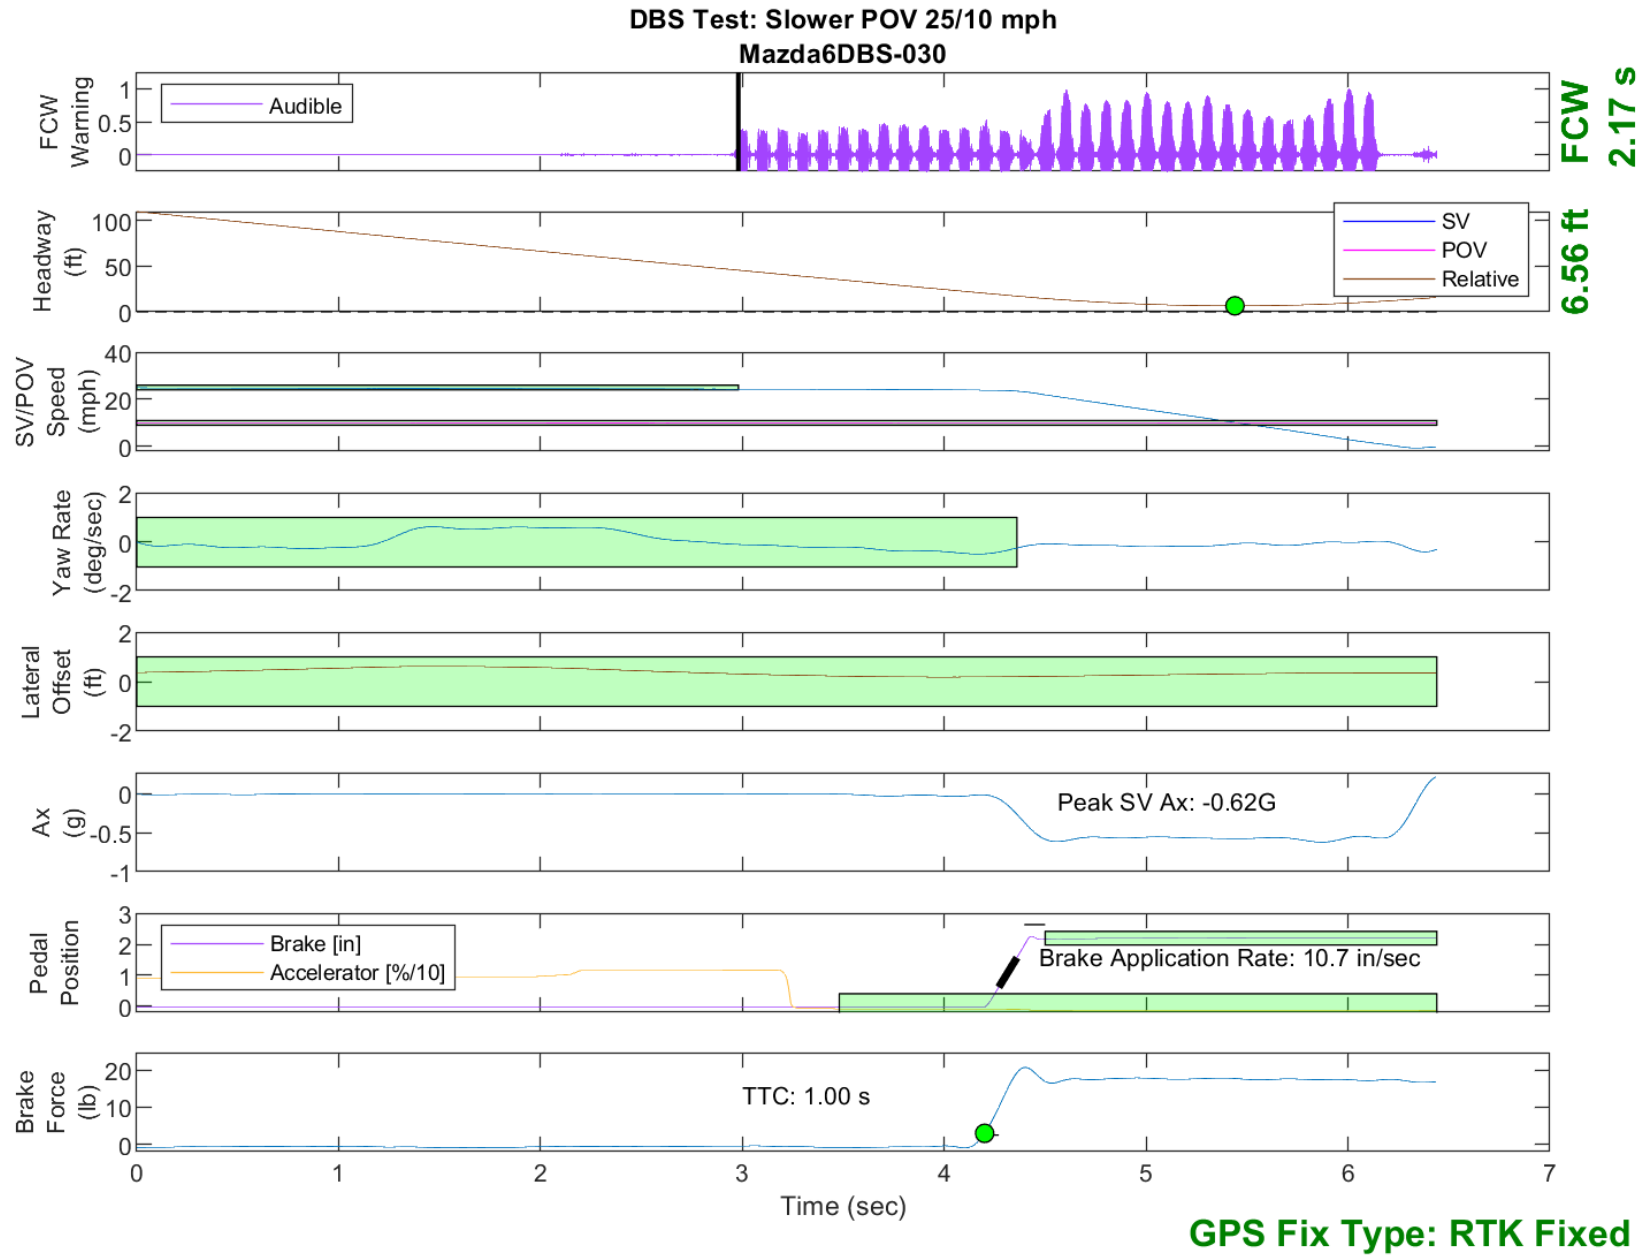 DBS Test: Slower POV 25/10 mph
Mazda6DBS-030
FCW
Warning
1
0.5
0
Audible
FCW
2.17 s
Headway
(ft)
100
50
0
SV
POV
Relative
6.56 ft
SV/POV
Speed
(mph)
40
20
0
Yaw Rate
(deg/sec)
2
0
-2
Lateral
Offset
(ft)
2
0
-2
Ax
(g)
0
-0.5
-1
Peak SV Ax: -0.62G
Pedal
Position
3
2
1
0
Brake [in]
Accelerator [%/10]
Brake Application Rate: 10.7 in/sec
Brake
Force
(lb)
20
10
0
TTC: 1.00 s
0 1 2 3 4 5 6 7
Time (sec)
GPS Fix Type: RTK Fixed